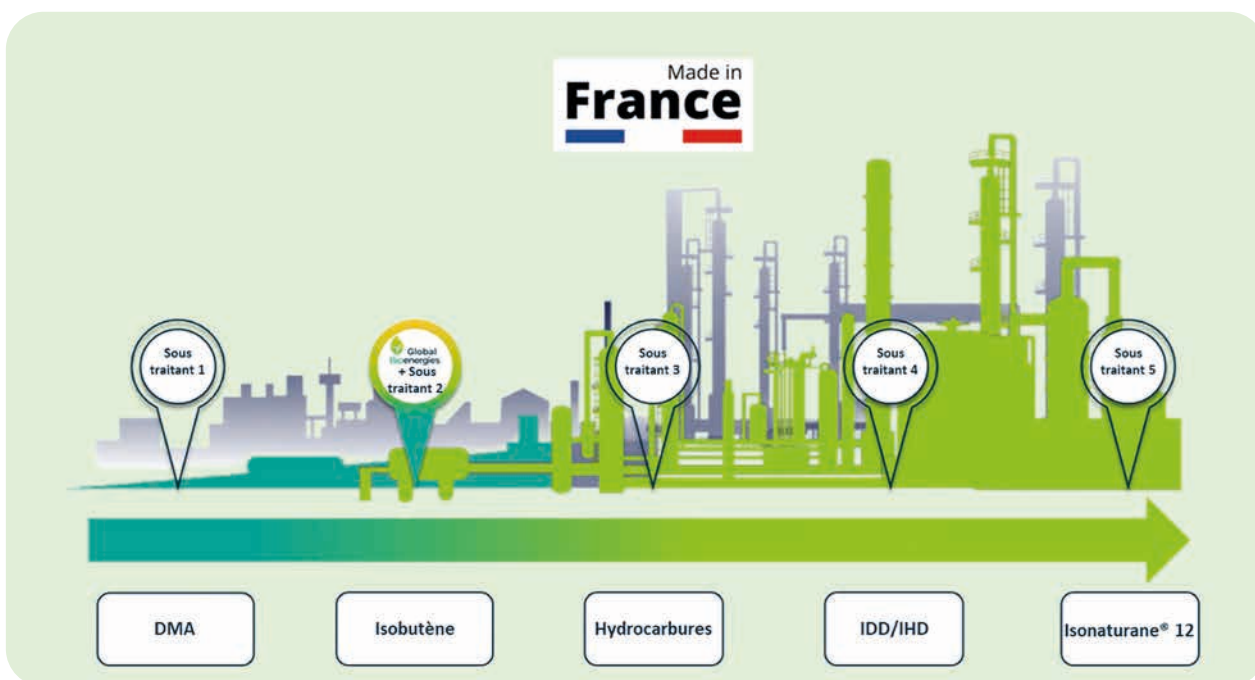 Made in
France
Sous
traitant 1
Global
Bioenergies
+ Sous
traitant 2
Sous
traitant 3
Sous
traitant 4
Sous
traitant 5
DMA
Isobutène
Hydrocarbures
IDD/IHD
Isonaturane® 12